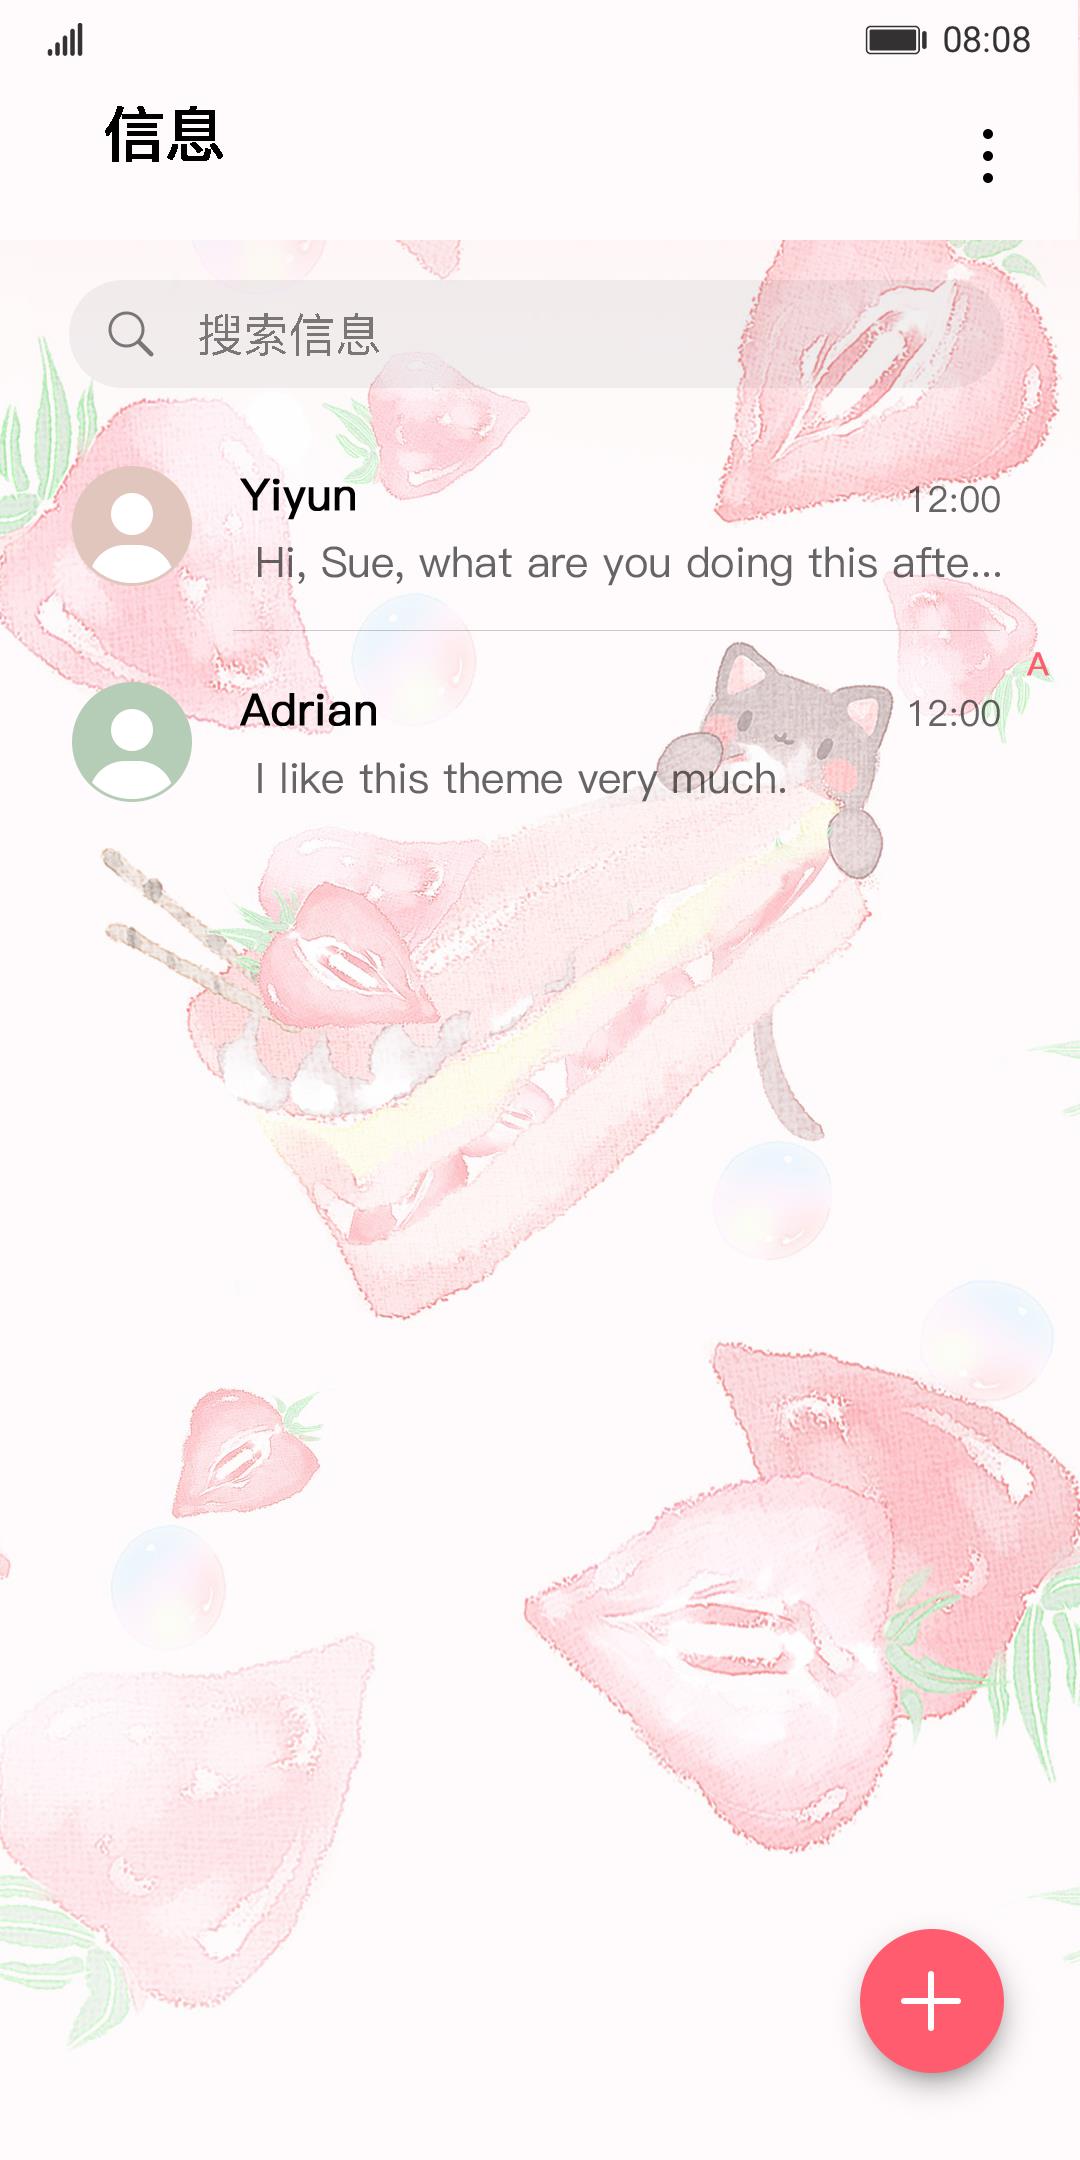 08:08
信息
搜索信息
Yiyun
12:00
Hi, Sue, what are you doing this afte...
A
Adrian
12:00
I like this theme very much.